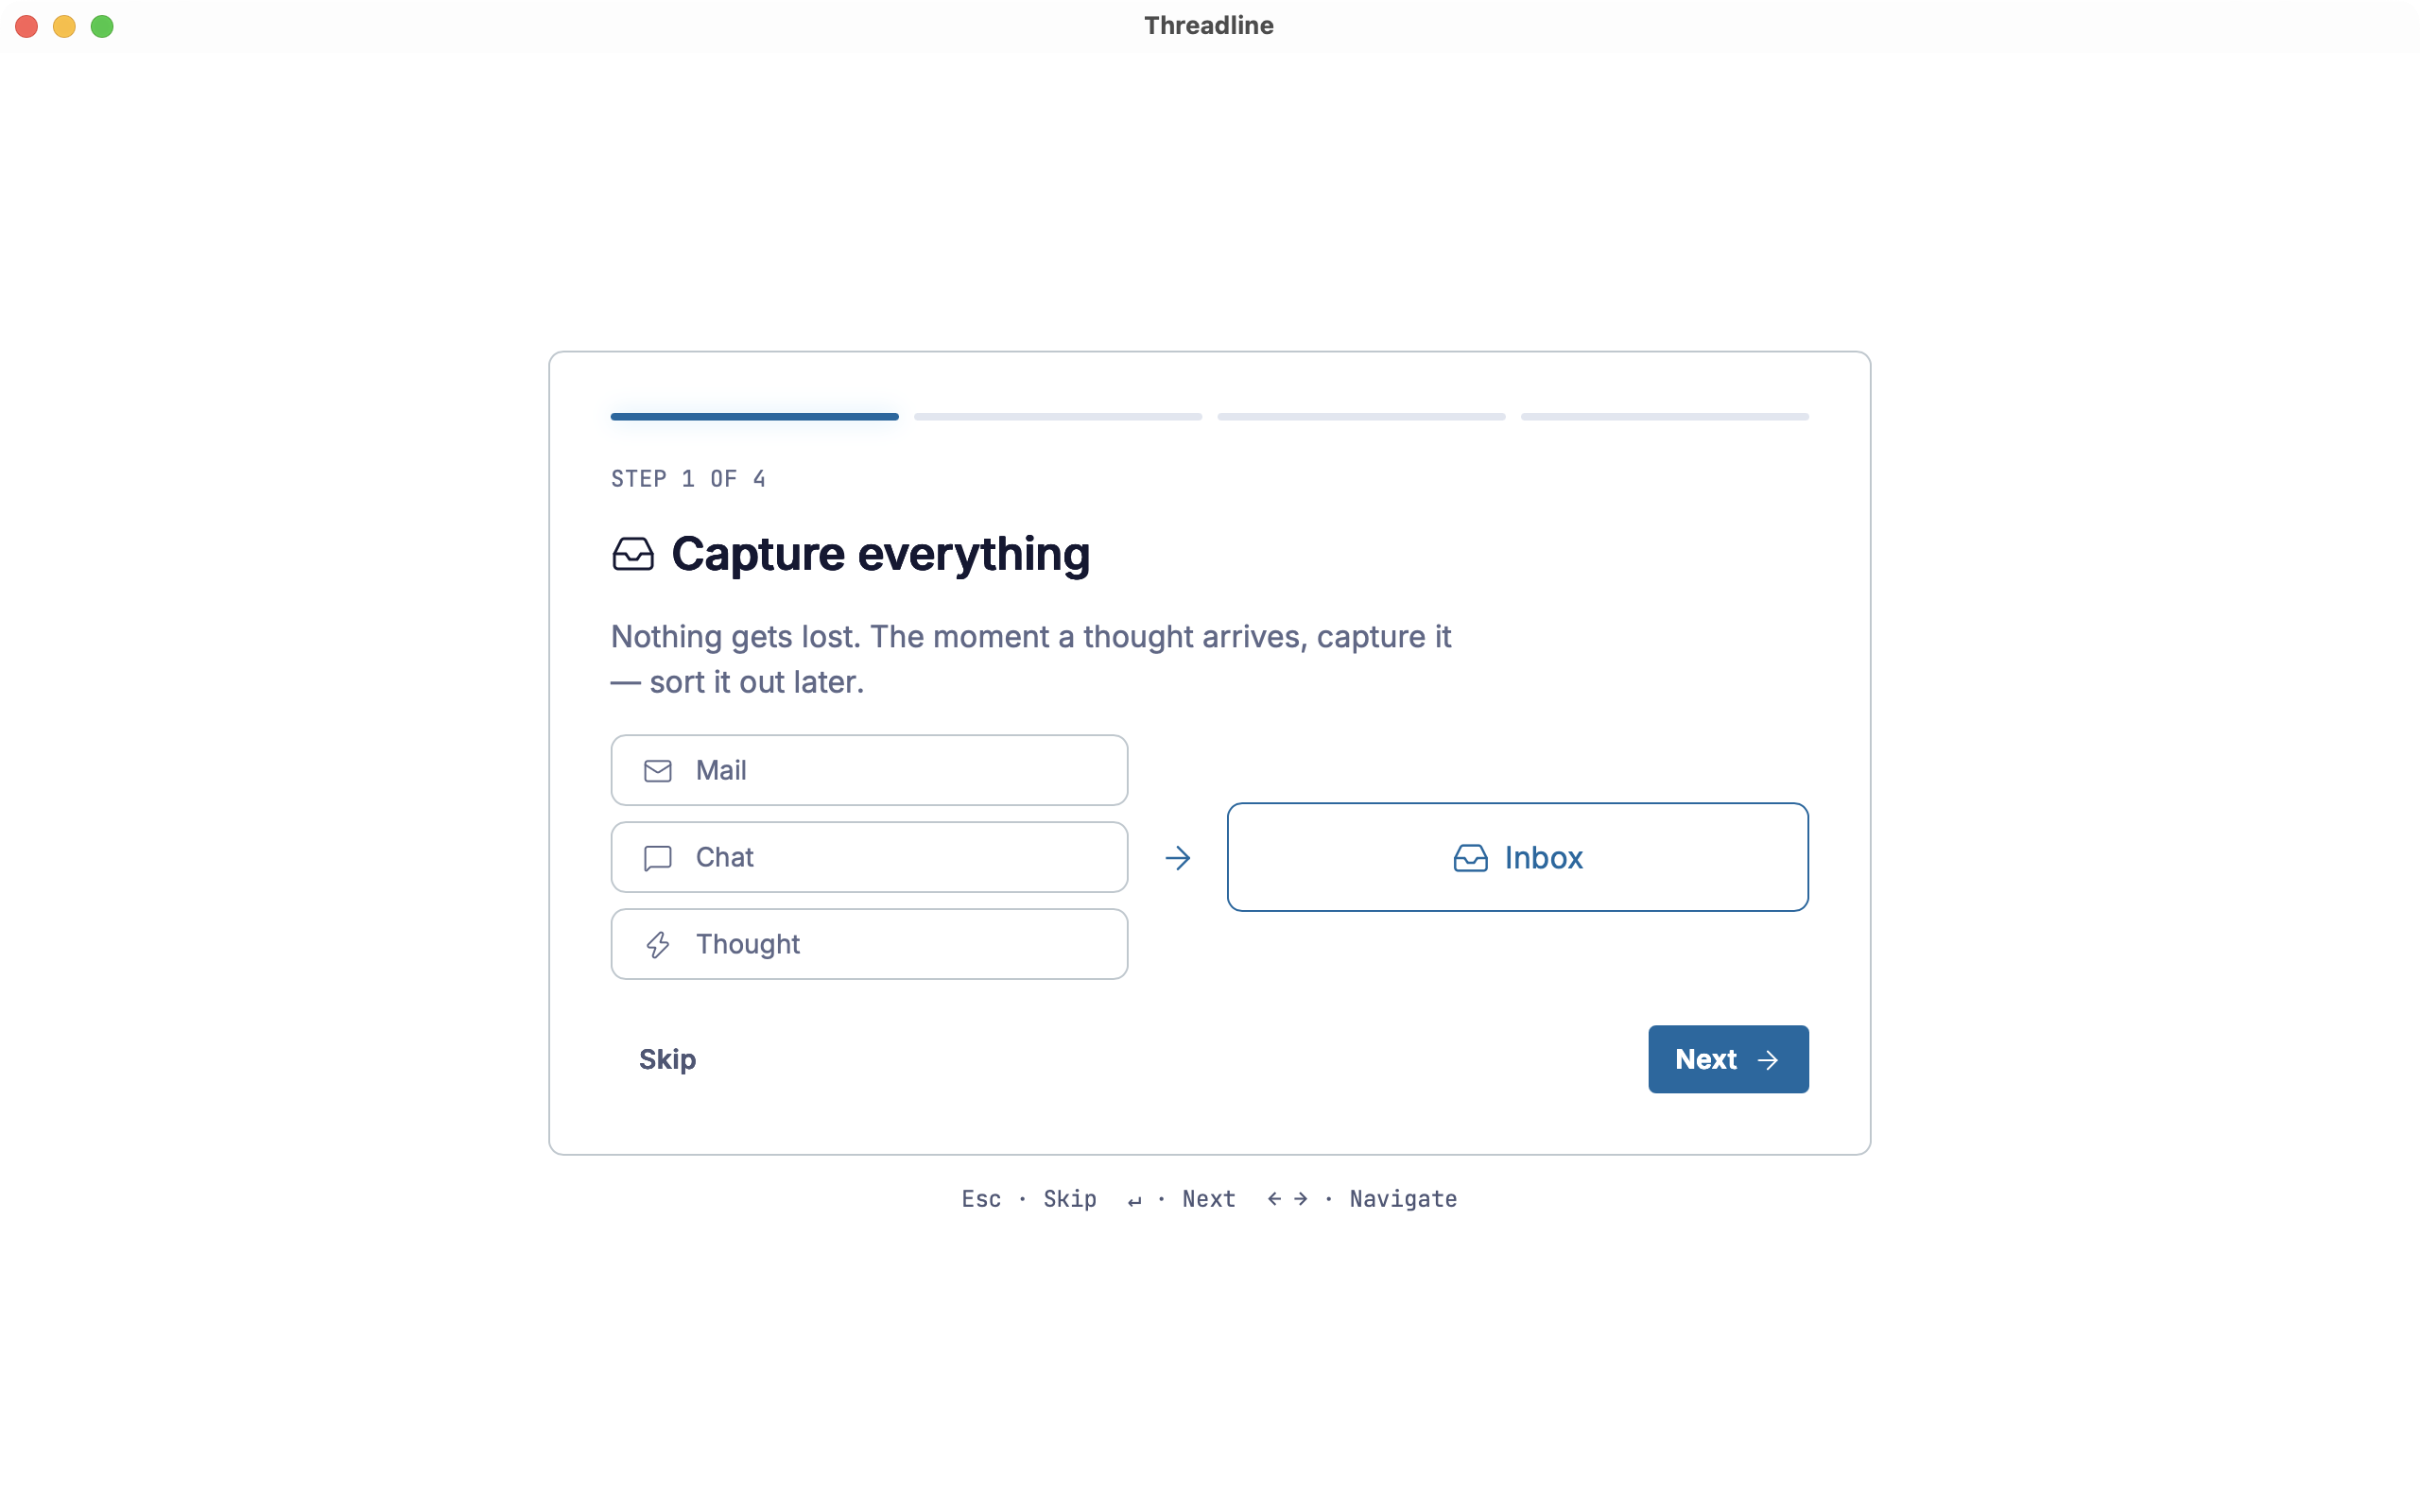 Threadline
STEP 1 OF 4
Capture everything
Nothing gets lost. The moment a thought arrives, capture it
— sort it out later.
Mail
Chat
Thought
→
Inbox
Skip
Next →
Esc · Skip ↵ · Next ← → · Navigate